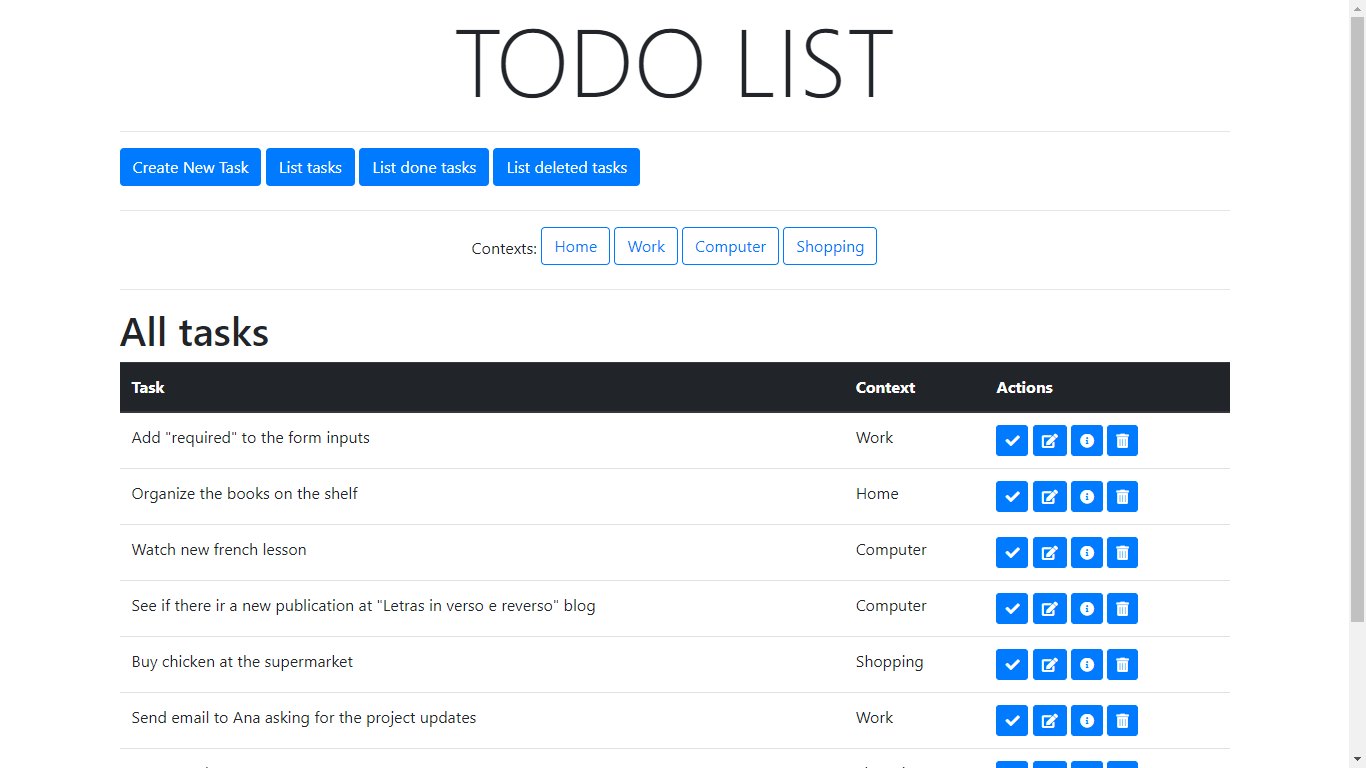 TODO LIST
Create New Task List tasks List done tasks List deleted tasks
Contexts: Home Work Computer Shopping
All tasks
Task Context Actions
Add "required" to the form inputs Work
Organize the books on the shelf Home
Watch new french lesson Computer
See if there ir a new publication at "Letras in verso e reverso" blog Computer
Buy chicken at the supermarket Shopping
Send email to Ana asking for the project updates Work